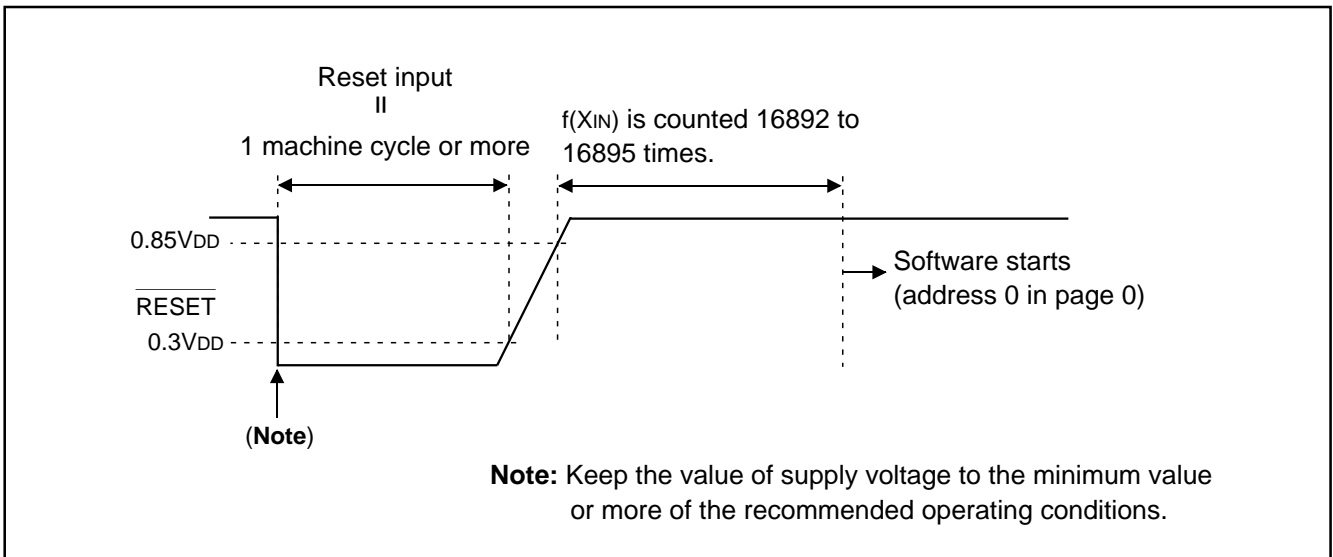 Reset input
=
1 machine cycle or more
f(XIN) is counted 16892 to
16895 times.
0.85VDD
RESET
0.3VDD
Software starts
(address 0 in page 0)
(Note)
Note: Keep the value of supply voltage to the minimum value
or more of the recommended operating conditions.